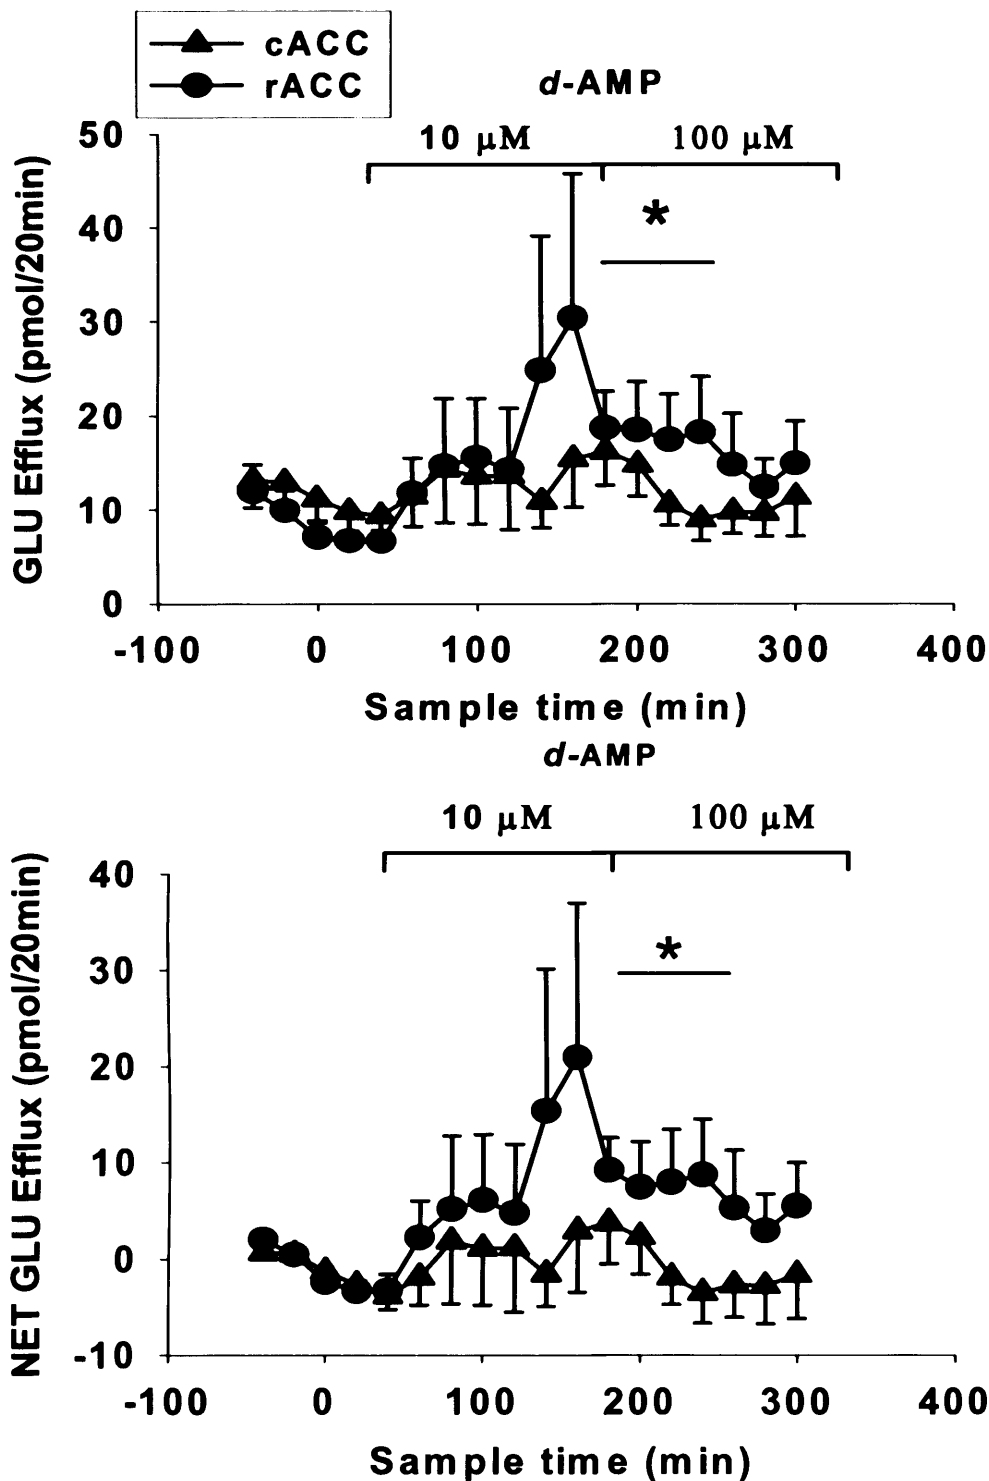 cACC
rACC
d-AMP
10 μM 100 μM
*
50
40
30
20
10
0
GLU Efflux (pmol/20min)
-100 0 100 200 300 400
Sample time (min)
d-AMP
10 μM 100 μM
*
40
30
20
10
0
-10
NET GLU Efflux (pmol/20min)
-100 0 100 200 300 400
Sample time (min)